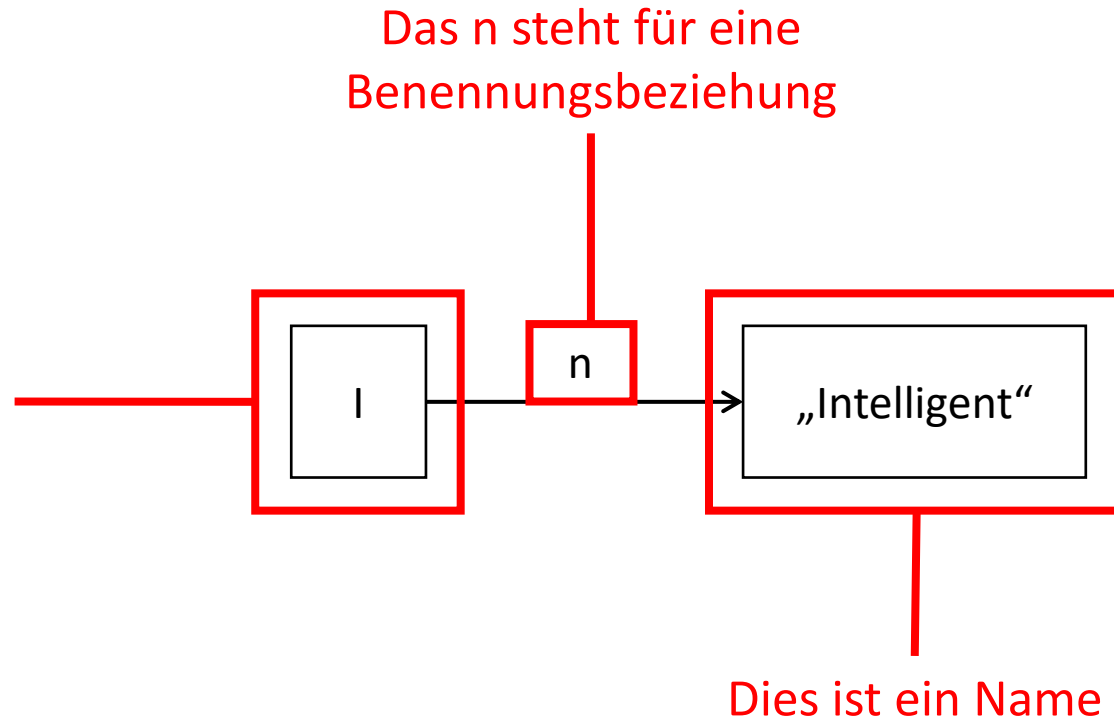 Das n steht für eine
Benennungsbeziehung
I
n
„Intelligent“
Dies ist ein Name